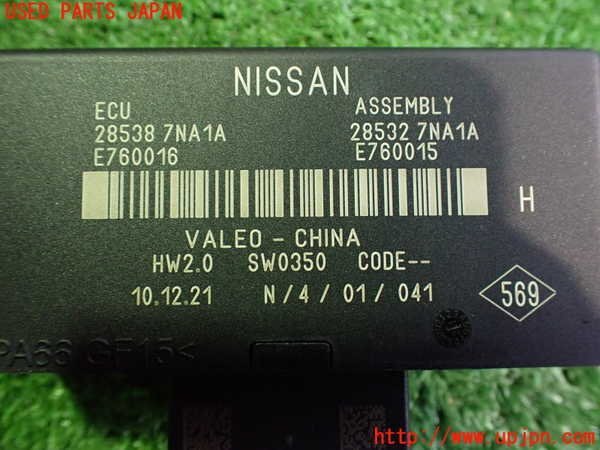 USED PARTS JAPAN
NISSAN
ECU ASSEMBLY
28538 7NA1A 28532 7NA1A
E760016 E760015
H
VALEO - CHINA
HW2.0 SW0350 CODE--
10.12.21 N/4/01/041
569
PA66 GF15<
http://www.upjpn.com